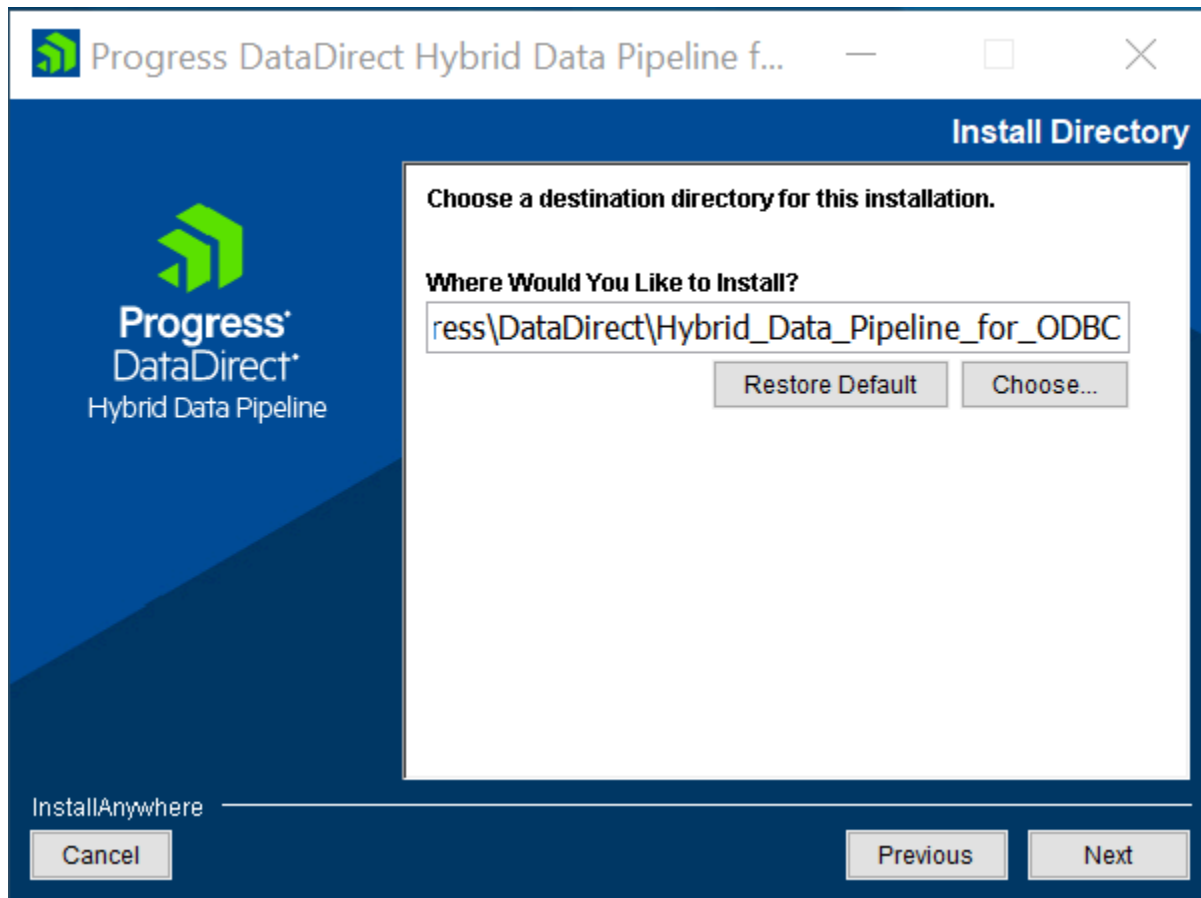 Progress DataDirect Hybrid Data Pipeline f...
Install Directory
Progress
DataDirect
Hybrid Data Pipeline
Choose a destination directory for this installation.
Where Would You Like to Install?
ress\DataDirect\Hybrid_Data_Pipeline_for_ODBC
Restore Default
Choose...
InstallAnywhere
Cancel
Previous
Next